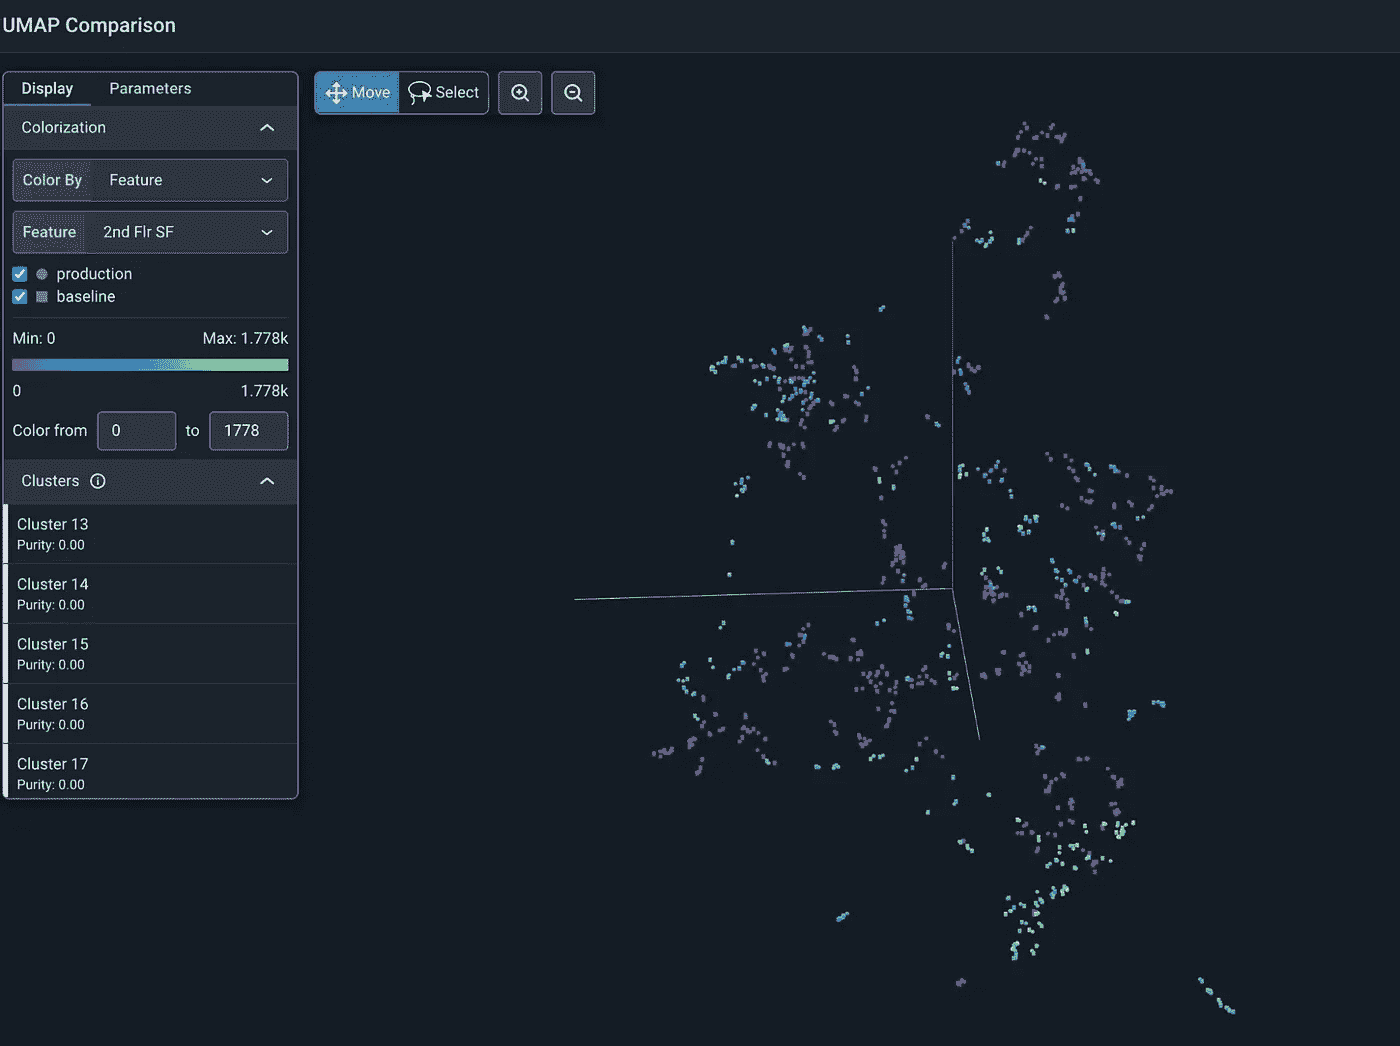 UMAP Comparison
Display Parameters
Move Select
Colorization
Color By Feature
Feature 2nd Flr SF
production
baseline
Min: 0 Max: 1.778k
0 1.778k
Color from 0 to 1778
Clusters
Cluster 13
Purity: 0.00
Cluster 14
Purity: 0.00
Cluster 15
Purity: 0.00
Cluster 16
Purity: 0.00
Cluster 17
Purity: 0.00